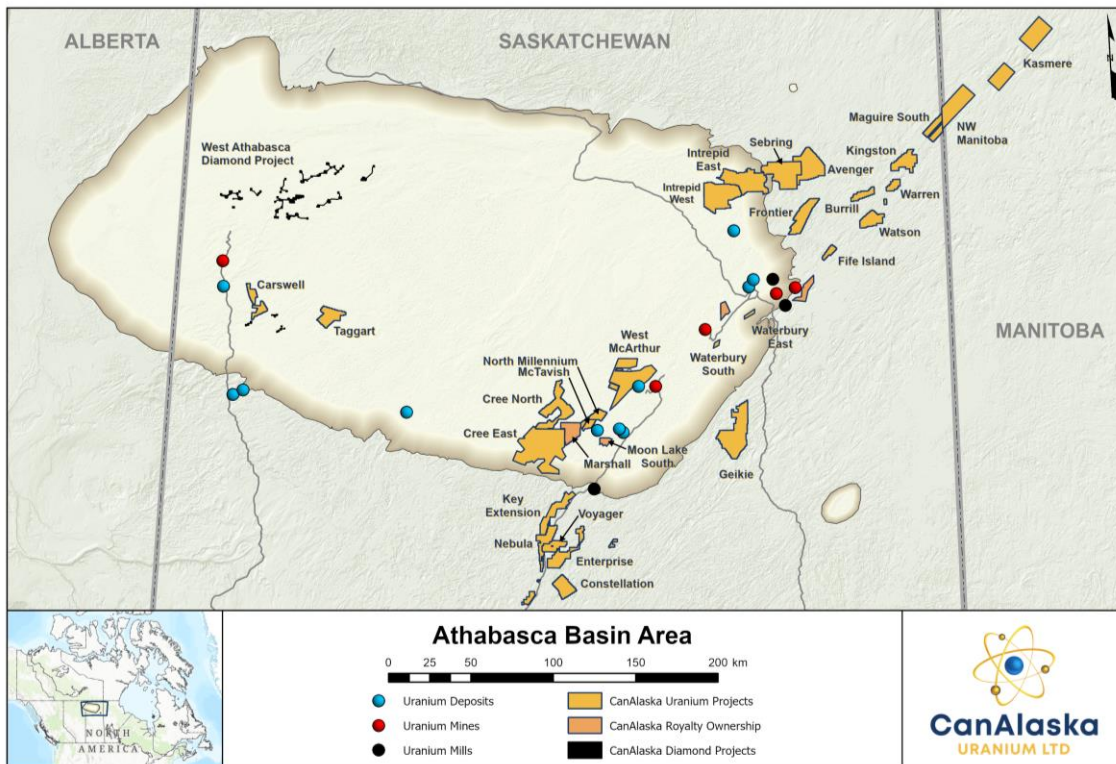 ALBERTA
SASKATCHEWAN
Kasmere
Maguire South
NW
Manitoba
West Athabasca
Diamond Project
Sebring
Intrepid
East
Kingston
Avenger
Intrepid
West
Warren
Frontier
Burrill
Watson
Fife Island
Carswell
MANITOBA
Taggart
Waterbury
East
West
McArthur
Waterbury
South
North Millennium
McTavish
Cree North
Cree East
Moon Lake
South
Marshall
Geikie
Key
Extension
Voyager
Nebula
Enterprise
Constellation
NORTH
AMERICA
Athabasca Basin Area
0 25 50 100 150 200 km
Uranium Deposits
CanAlaska Uranium Projects
Uranium Mines
CanAlaska Royalty Ownership
Uranium Mills
CanAlaska Diamond Projects
CanAlaska
URANIUM LTD